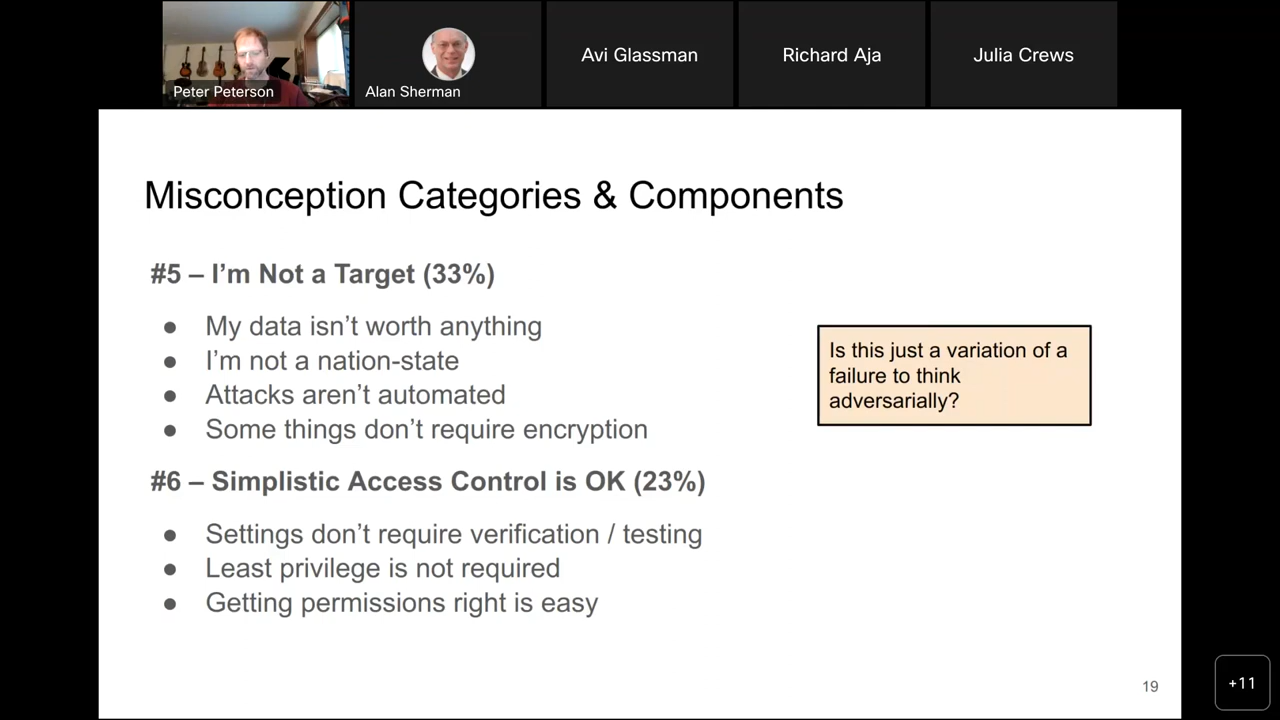 Peter Peterson
Alan Sherman
Avi Glassman
Richard Aja
Julia Crews
Misconception Categories & Components
#5 – I’m Not a Target (33%)
● My data isn’t worth anything
● I’m not a nation-state
● Attacks aren’t automated
● Some things don’t require encryption
Is this just a variation of a
failure to think
adversarially?
#6 – Simplistic Access Control is OK (23%)
● Settings don’t require verification / testing
● Least privilege is not required
● Getting permissions right is easy
19
+11